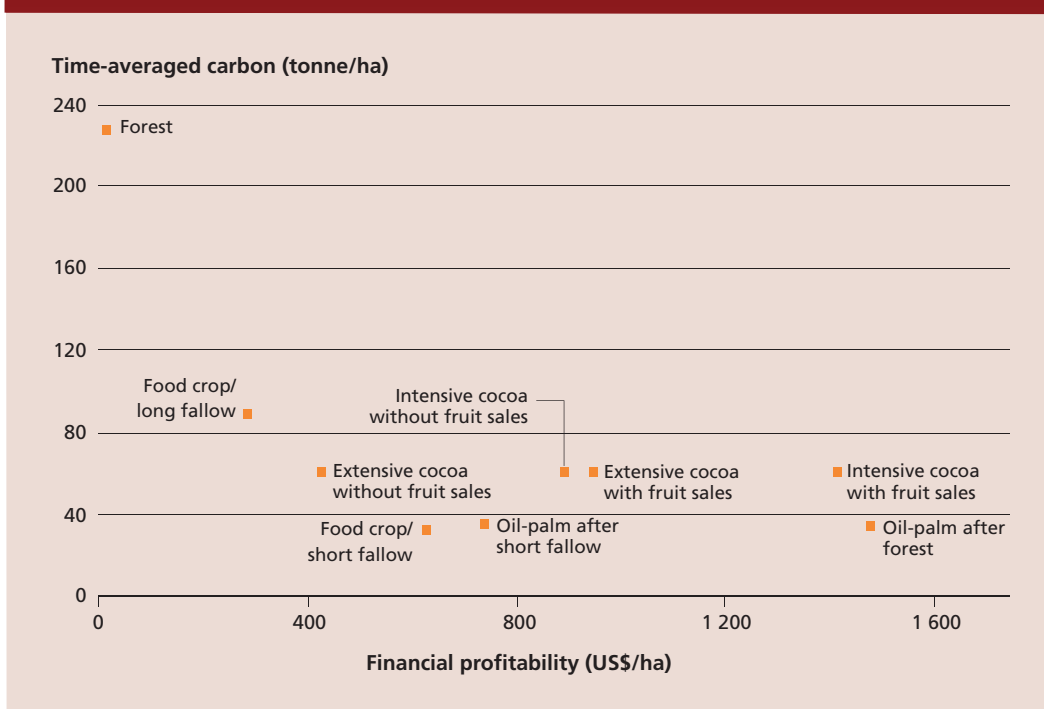 Time-averaged carbon (tonne/ha)
240
Forest
200
160
120
Food crop/
long fallow
Intensive cocoa
without fruit sales
80
Extensive cocoa
without fruit sales
Extensive cocoa
with fruit sales
Intensive cocoa
with fruit sales
40
Food crop/
short fallow
Oil-palm after
short fallow
Oil-palm after
forest
0
0
400
800
1 200
1 600
Financial profitability (US$/ha)